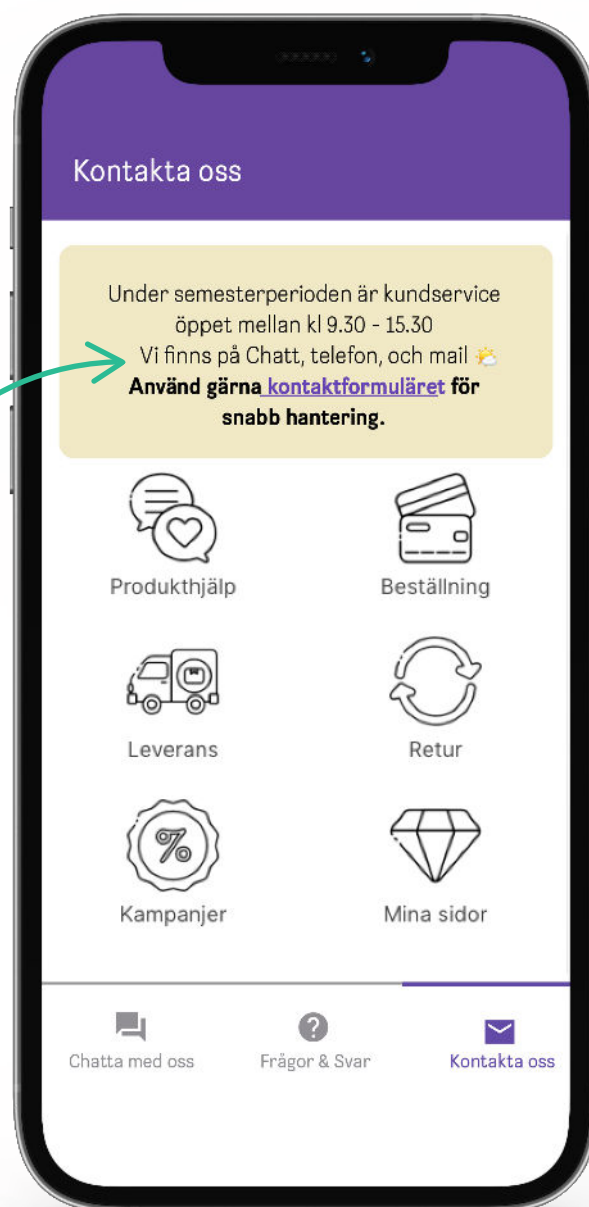 Kontakta oss
Under semesterperioden är kundservice
öppet mellan kl 9.30 - 15.30
Vi finns på Chatt, telefon, och mail 🌤️
Använd gärna kontaktformuläret för
snabb hantering.
Produkthjälp
Beställning
Leverans
Retur
%
Kampanjer
Mina sidor
?
Chatta med oss
Frågor & Svar
Kontakta oss